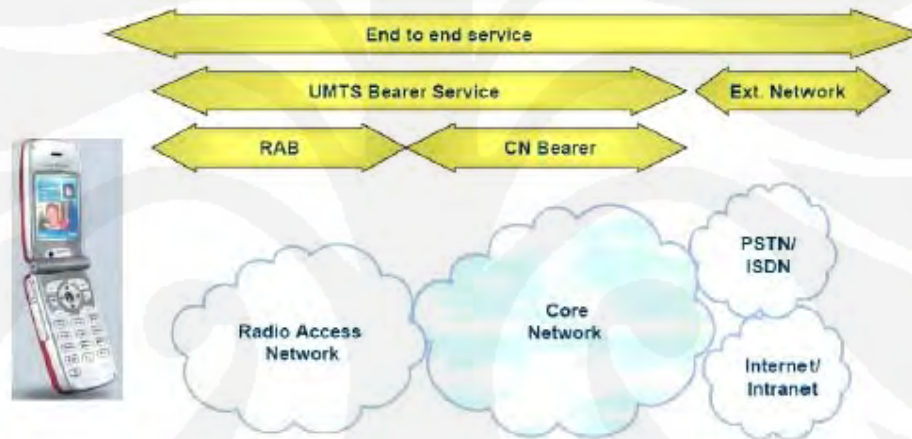 End to end service
UMTS Bearer Service
Ext. Network
RAB
CN Bearer
PSTN/
ISDN
Radio Access
Network
Core
Network
Internet/
Intranet